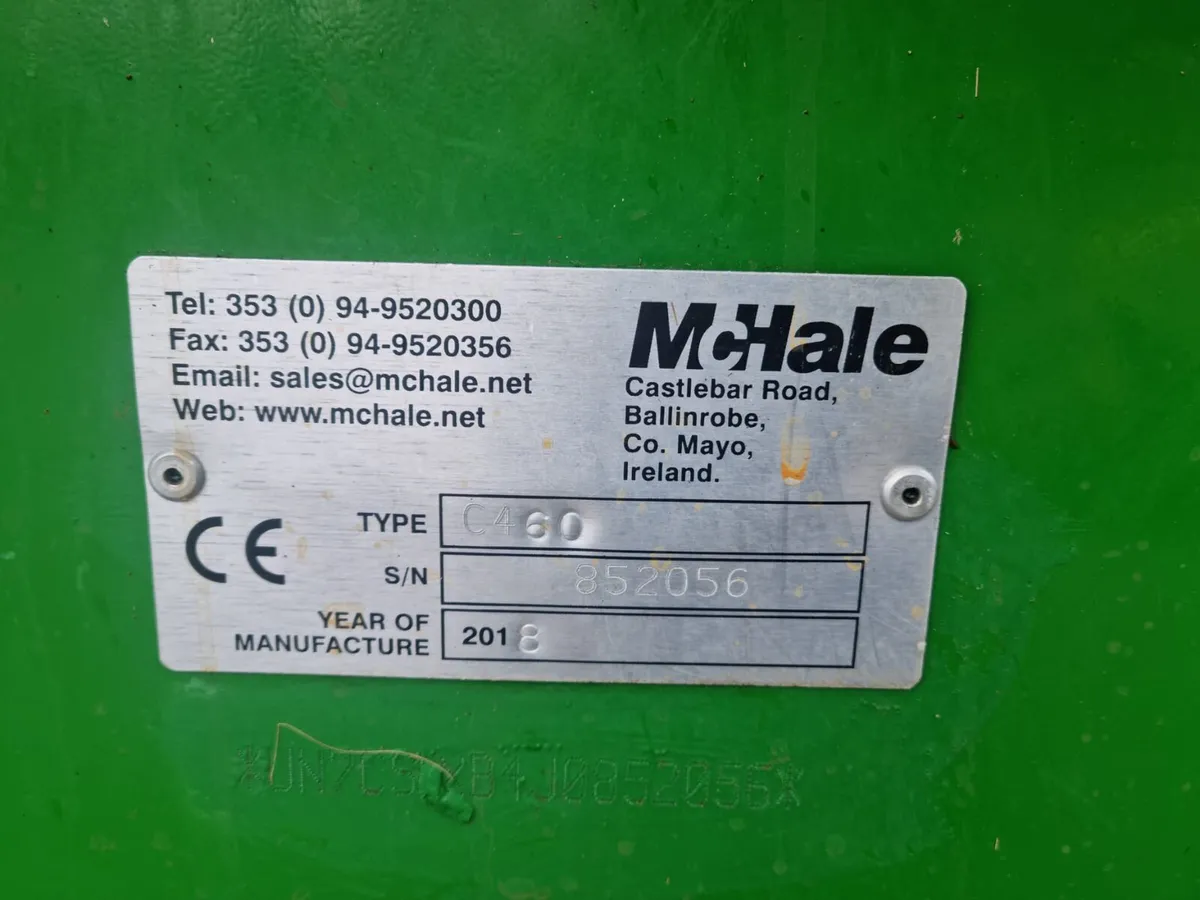 Tel: 353 (0) 94-9520300
Fax: 353 (0) 94-9520356
Email: sales@mchale.net
Web: www.mchale.net
McHale
Castlebar Road,
Ballinrobe,
Co. Mayo,
Ireland.
CE
TYPE C460
S/N 852056
YEAR OF
MANUFACTURE 2018